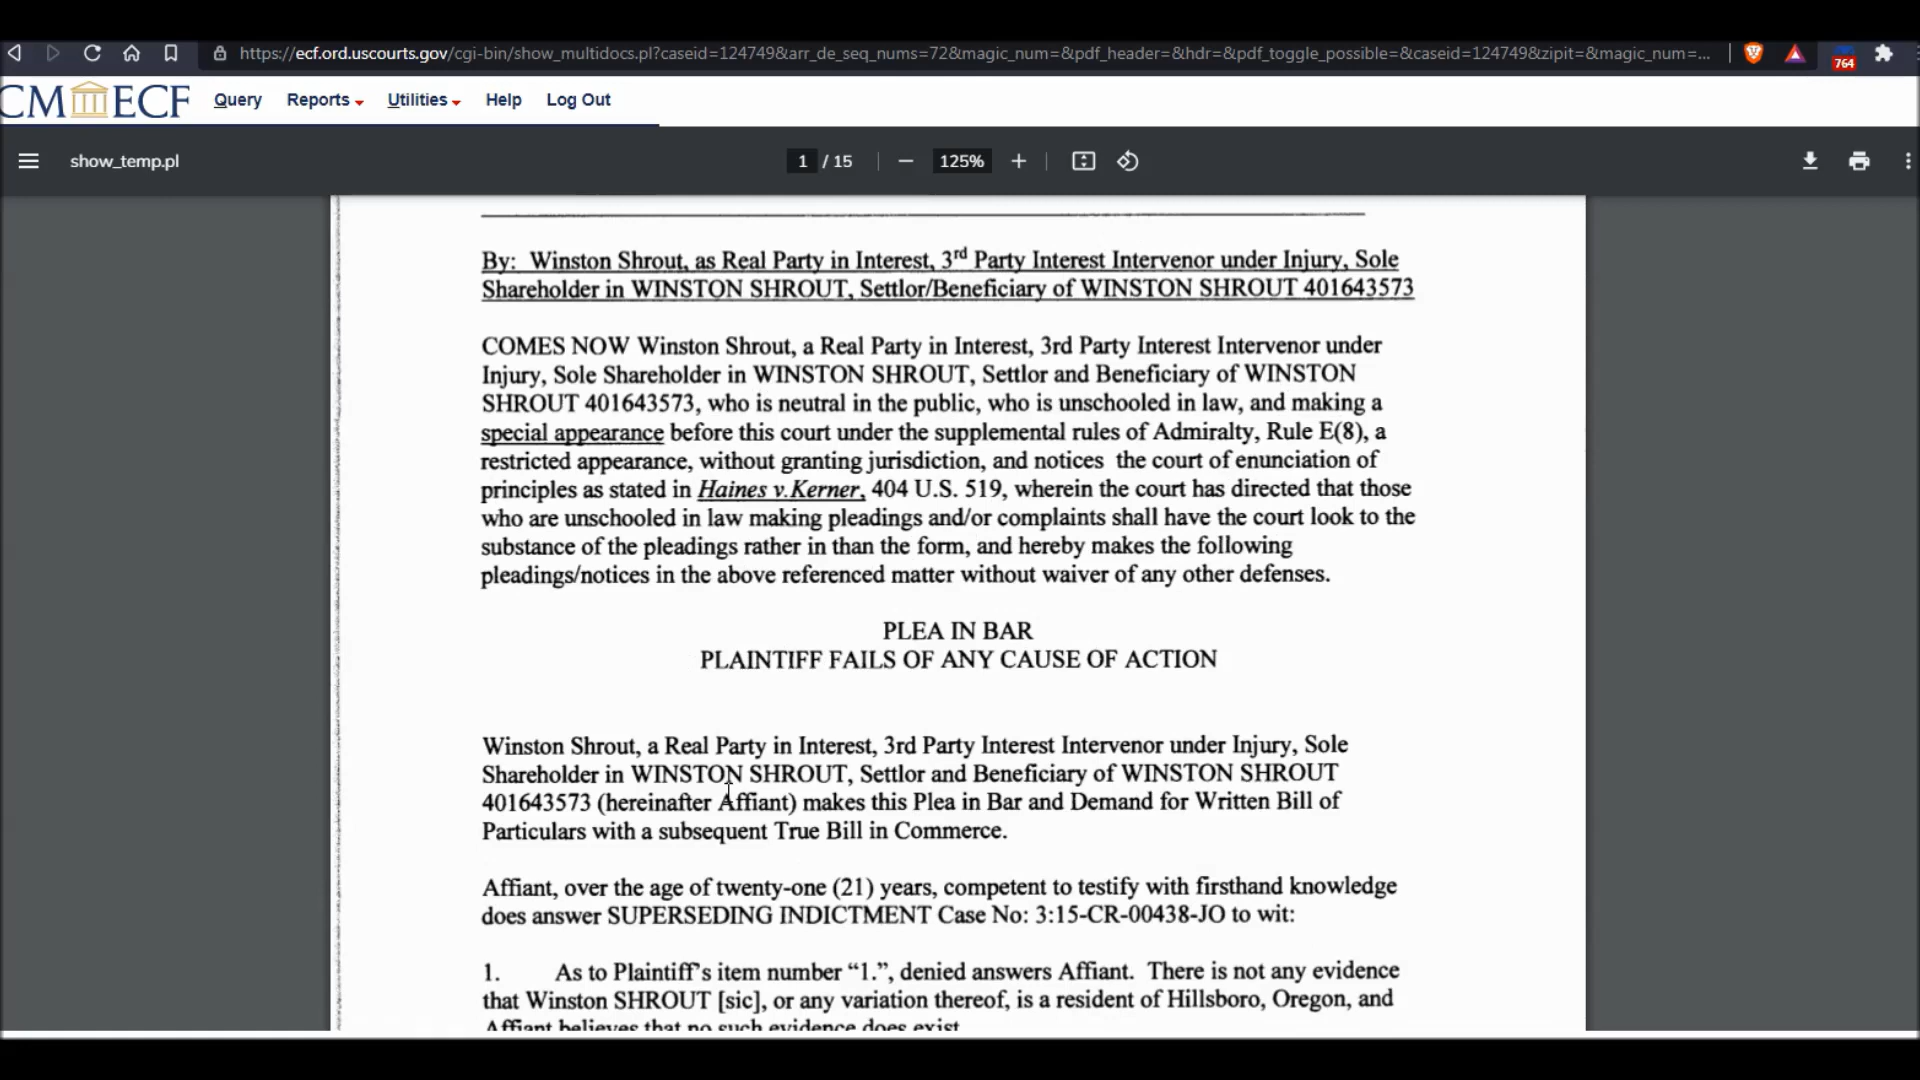 https://ecf.ord.uscourts.gov/cgi-bin/show_multidocs.pl?caseid=124749&arr_de_seq_nums=72&magic_num=&pdf_header=&hdr=&pdf_toggle_possible=&caseid=124749&zipit=&magic_num=...
764
CM ECF Query Reports Utilities Help Log Out
show_temp.pl 1 / 15 125%
By: Winston Shrout, as Real Party in Interest, 3rd Party Interest Intervenor under Injury, Sole
Shareholder in WINSTON SHROUT, Settlor/Beneficiary of WINSTON SHROUT 401643573
COMES NOW Winston Shrout, a Real Party in Interest, 3rd Party Interest Intervenor under
Injury, Sole Shareholder in WINSTON SHROUT, Settlor and Beneficiary of WINSTON
SHROUT 401643573, who is neutral in the public, who is unschooled in law, and making a
special appearance before this court under the supplemental rules of Admiralty, Rule E(8), a
restricted appearance, without granting jurisdiction, and notices the court of enunciation of
principles as stated in Haines v.Kerner, 404 U.S. 519, wherein the court has directed that those
who are unschooled in law making pleadings and/or complaints shall have the court look to the
substance of the pleadings rather in than the form, and hereby makes the following
pleadings/notices in the above referenced matter without waiver of any other defenses.
PLEA IN BAR
PLAINTIFF FAILS OF ANY CAUSE OF ACTION
Winston Shrout, a Real Party in Interest, 3rd Party Interest Intervenor under Injury, Sole
Shareholder in WINSTON SHROUT, Settlor and Beneficiary of WINSTON SHROUT
401643573 (hereinafter Affiant) makes this Plea in Bar and Demand for Written Bill of
Particulars with a subsequent True Bill in Commerce.
Affiant, over the age of twenty-one (21) years, competent to testify with firsthand knowledge
does answer SUPERSEDING INDICTMENT Case No: 3:15-CR-00438-JO to wit:
1. As to Plaintiff's item number “1.”, denied answers Affiant. There is not any evidence
that Winston SHROUT [sic], or any variation thereof, is a resident of Hillsboro, Oregon, and
Affiant believes that no such evidence does exist.